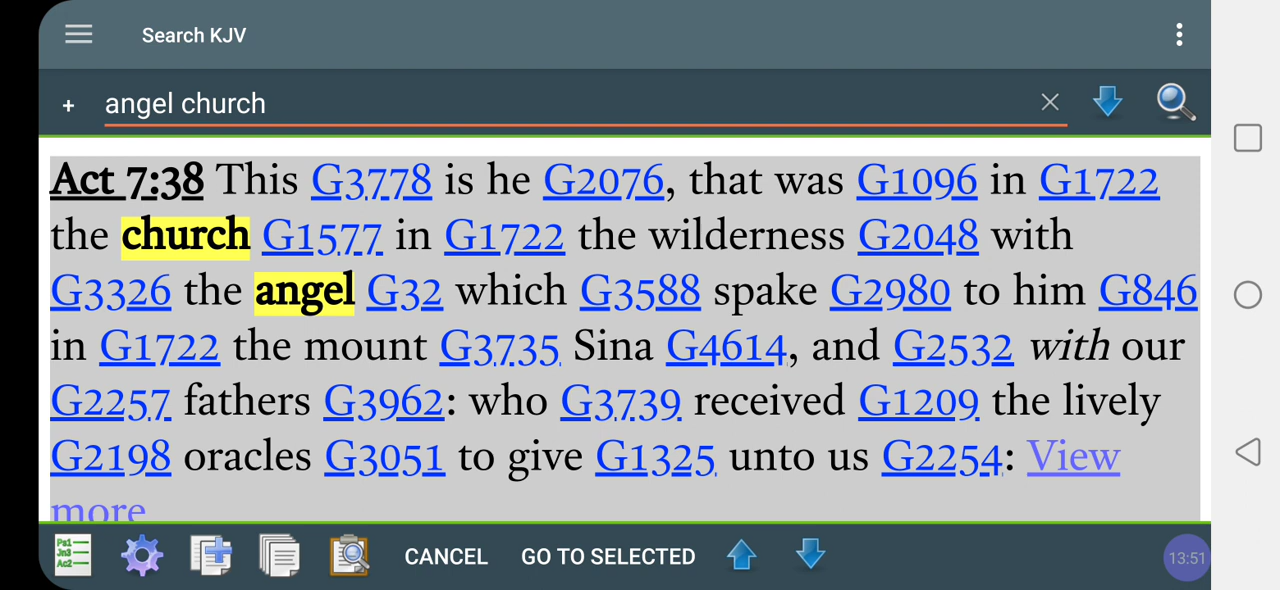 Search KJV
+ angel church
Act 7:38 This G3778 is he G2076, that was G1096 in G1722
the church G1577 in G1722 the wilderness G2048 with
G3326 the angel G32 which G3588 spake G2980 to him G846
in G1722 the mount G3735 Sina G4614, and G2532 with our
G2257 fathers G3962: who G3739 received G1209 the lively
G2198 oracles G3051 to give G1325 unto us G2254: View
more
Ps1
Jn3
Ac2
CANCEL GO TO SELECTED
13:51